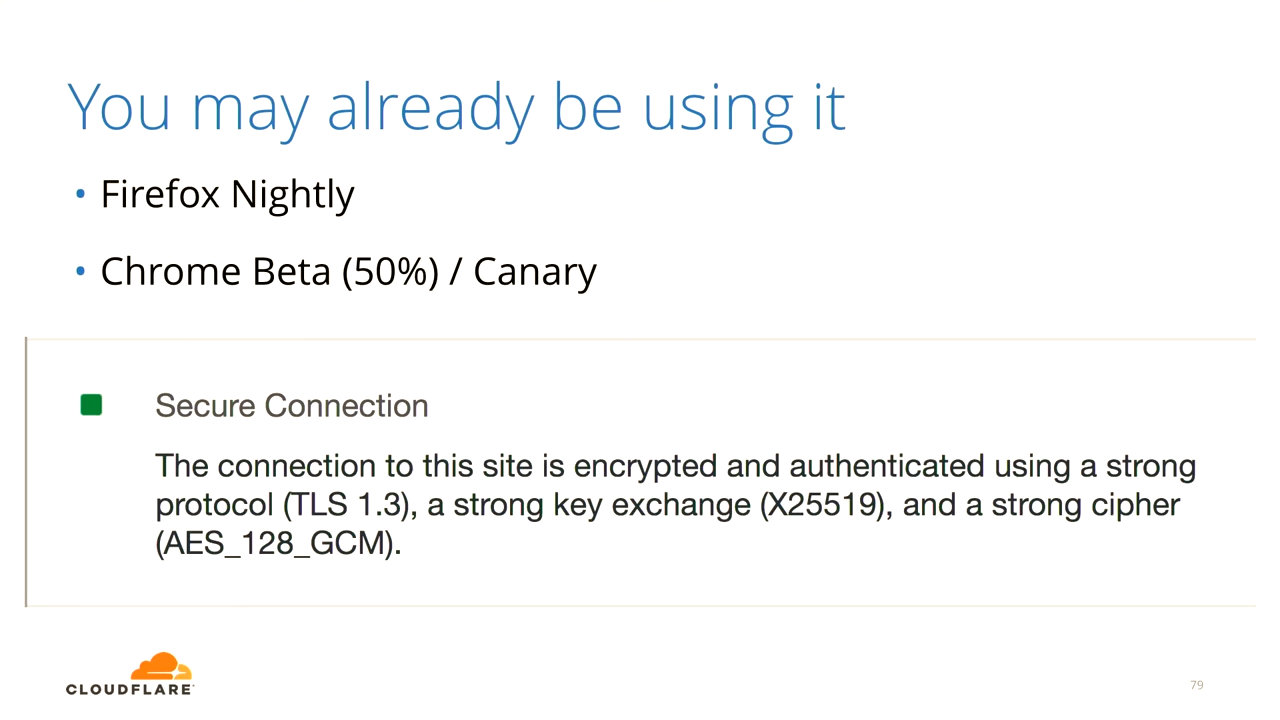 You may already be using it
• Firefox Nightly
• Chrome Beta (50%) / Canary
Secure Connection
The connection to this site is encrypted and authenticated using a strong
protocol (TLS 1.3), a strong key exchange (X25519), and a strong cipher
(AES_128_GCM).
CLOUDFLARE
79